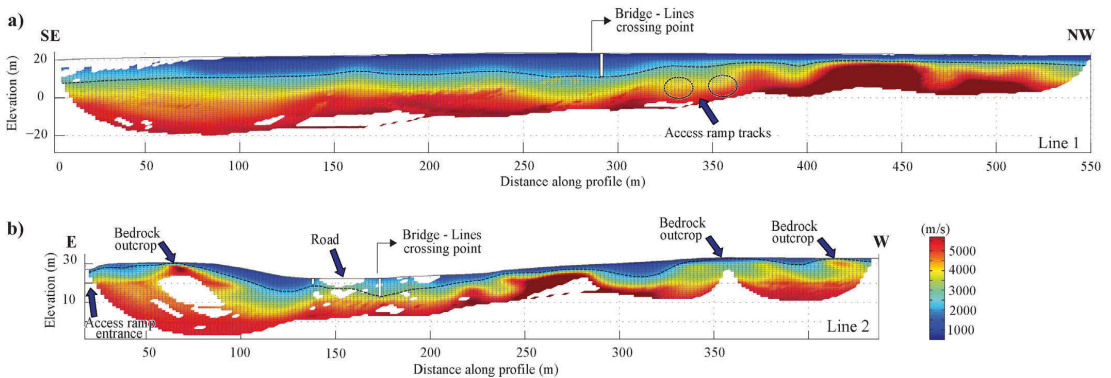 a)
SE
Bridge - Lines
crossing point
NW
Elevation (m)
20
0
−20
Access ramp tracks
Line 1
0 50 100 150 200 250 300 350 400 450 500 550
Distance along profile (m)
b)
E
Bedrock
outcrop
Road
Bridge - Lines
crossing point
Bedrock
outcrop
Bedrock
outcrop
W
Elevation (m)
30
10
Access ramp
entrance
Line 2
50 100 150 200 250 300 350 350
Distance along profile (m)
(m/s)
5000
4000
3000
2000
1000